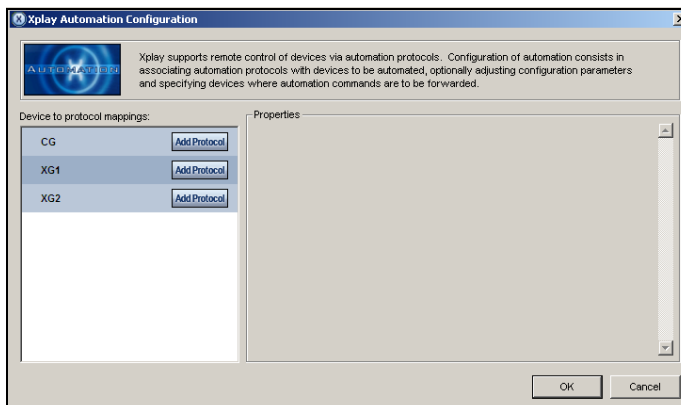 Xplay Automation Configuration
AUTOMATION
Xplay supports remote control of devices via automation protocols. Configuration of automation consists in
associating automation protocols with devices to be automated, optionally adjusting configuration parameters
and specifying devices where automation commands are to be forwarded.
Device to protocol mappings:
CG Add Protocol
XG1 Add Protocol
XG2 Add Protocol
Properties
OK Cancel